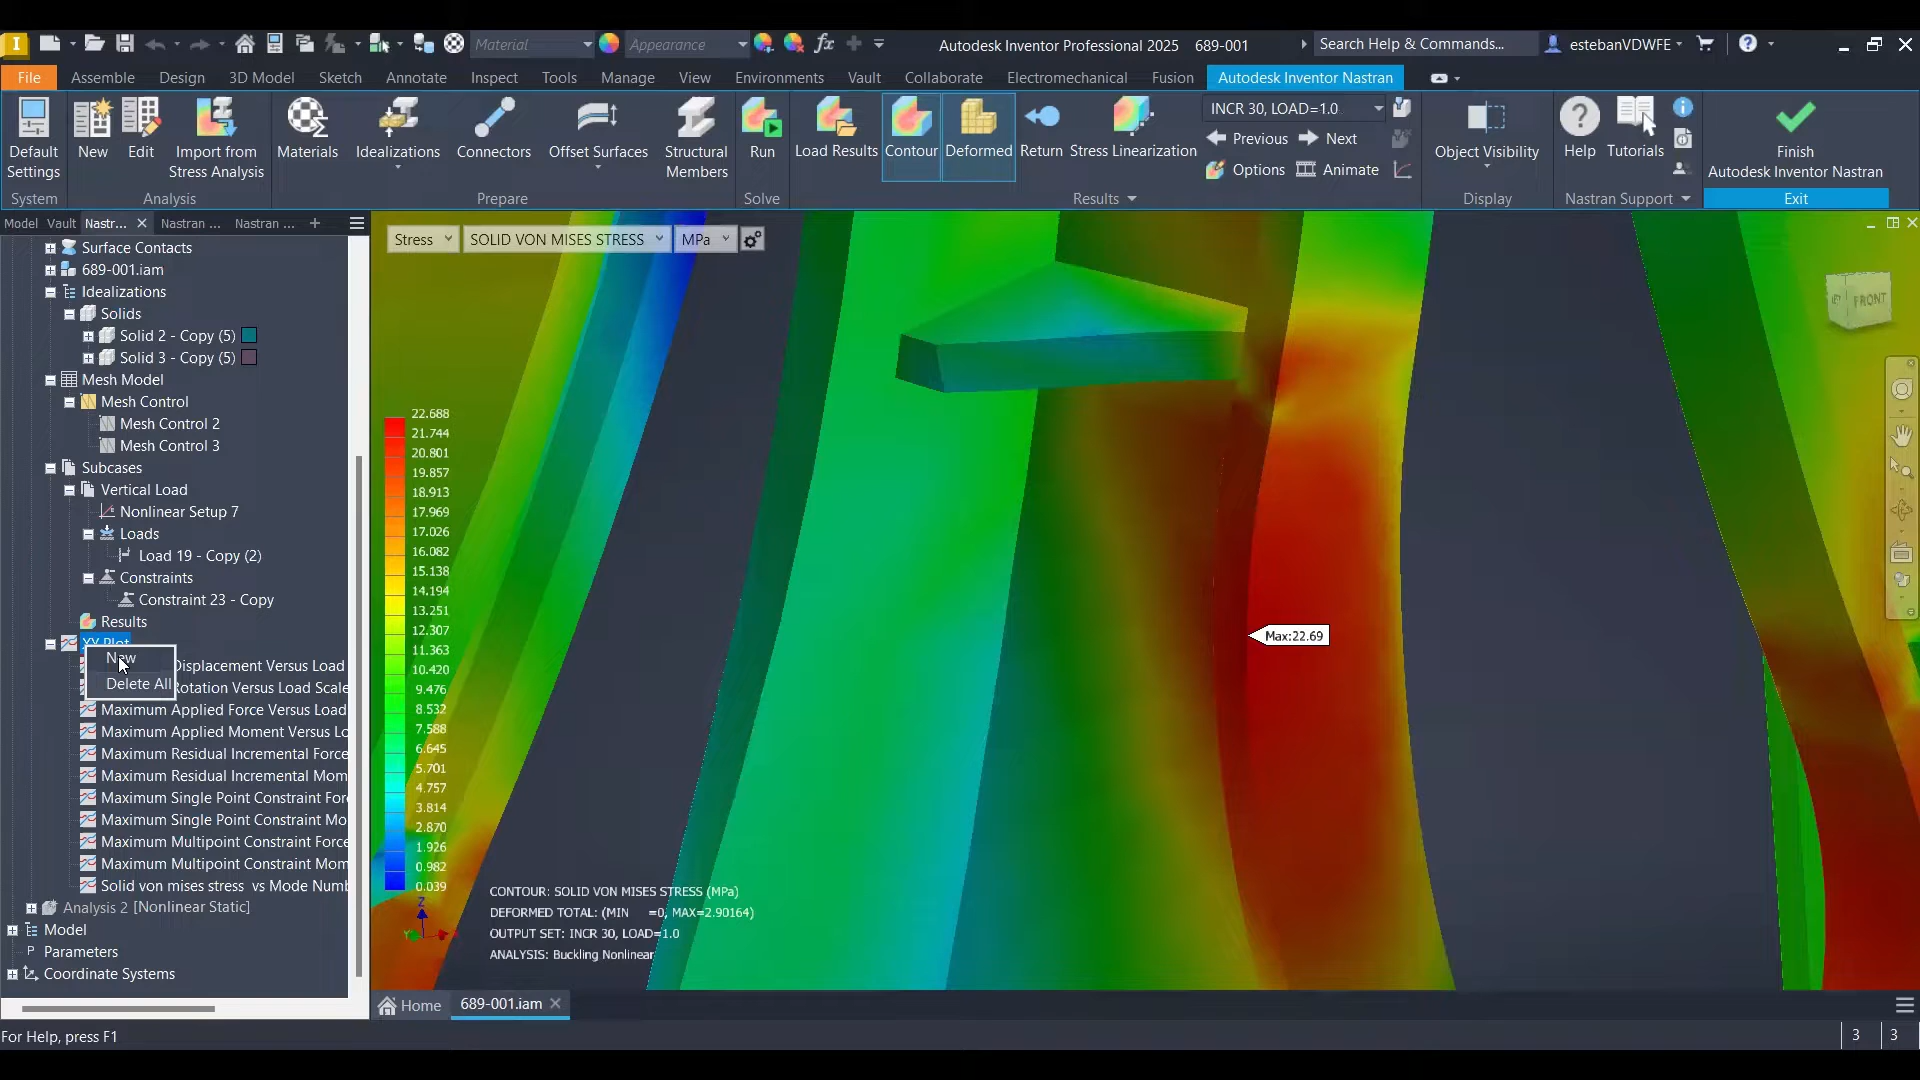 Material
Appearance
Autodesk Inventor Professional 2025 689-001
Search Help & Commands...
estebanVDWFE
File Assemble Design 3D Model Sketch Annotate Inspect Tools Manage View Environments Vault Collaborate Electromechanical Fusion Autodesk Inventor Nastran
Default Settings
New
Edit
Import from Stress Analysis
Materials
Idealizations
Connectors
Offset Surfaces
Structural Members
Run
Load Results
Contour
Deformed
Return
Stress Linearization
INCR 30, LOAD=1.0
Previous Next
Options Animate
Object Visibility
Help
Tutorials
Finish
Autodesk Inventor Nastran
System Analysis Prepare Solve Results Display Nastran Support Exit
Model Vault Nastr... Nastran ... Nastran ...
Surface Contacts
689-001.iam
Idealizations
Solids
Solid 2 - Copy (5)
Solid 3 - Copy (5)
Mesh Model
Mesh Control
Mesh Control 2
Mesh Control 3
Subcases
Vertical Load
Nonlinear Setup 7
Loads
Load 19 - Copy (2)
Constraints
Constraint 23 - Copy
Results
XY Plot
New
Delete All
Displacement Versus Load
Rotation Versus Load Scale
Maximum Applied Force Versus Load
Maximum Applied Moment Versus Lo
Maximum Residual Incremental Force
Maximum Residual Incremental Mom
Maximum Single Point Constraint For
Maximum Single Point Constraint Mo
Maximum Multipoint Constraint Force
Maximum Multipoint Constraint Mom
Solid von mises stress vs Mode Numb
Analysis 2 [Nonlinear Static]
Model
Parameters
Coordinate Systems
Stress SOLID VON MISES STRESS MPa
FRONT
22.688
21.744
20.801
19.857
18.913
17.969
17.026
16.082
15.138
14.194
13.251
12.307
11.363
10.420
9.476
8.532
7.588
6.645
5.701
4.757
3.814
2.870
1.926
0.982
0.039
Z
Max:22.69
CONTOUR: SOLID VON MISES STRESS (MPa)
DEFORMED TOTAL: (MIN =0, MAX=2.90164)
OUTPUT SET: INCR 30, LOAD=1.0
ANALYSIS: Buckling Nonlinear
Home 689-001.iam
For Help, press F1
3 3